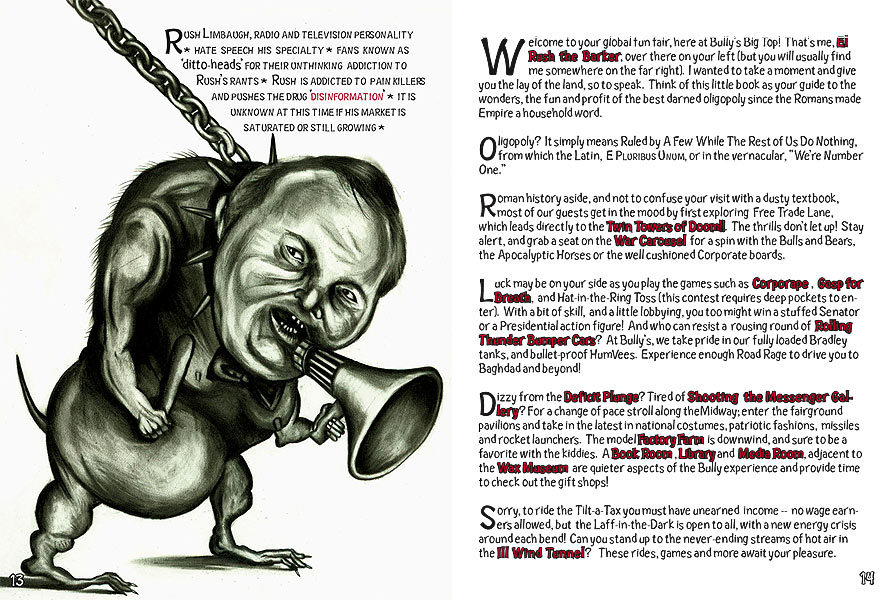 RUSH LIMBAUGH, RADIO AND TELEVISION PERSONALITY
* HATE SPEECH HIS SPECIALTY * FANS KNOWN AS
'ditto-heads' FOR THEIR UNTHINKING ADDICTION TO
RUSH'S RANTS * RUSH IS ADDICTED TO PAIN KILLERS
AND PUSHES THE DRUG 'DISINFORMATION' * IT IS
UNKNOWN AT THIS TIME IF HIS MARKET IS
SATURATED OR STILL GROWING *
13
Welcome to your global fun fair, here at Bully's Big Top! That's me, El
Rush the Barker, over there on your left (but you will usually find
me somewhere on the far right). I wanted to take a moment and give
you the lay of the land, so to speak. Think of this little book as your guide to the
wonders, the fun and profit of the best darned oligopoly since the Romans made
Empire a household word.
Oligopoly? It simply means Ruled by A Few While The Rest of Us Do Nothing,
from which the Latin, E PLURIBUS UNUM, or in the vernacular, "We're Number
One."
Roman history aside, and not to confuse your visit with a dusty textbook,
most of our guests get in the mood by first exploring Free Trade Lane,
which leads directly to the Twin Towers of Doom! The thrills don't let up! Stay
alert, and grab a seat on the War Carousel for a spin with the Bulls and Bears,
the Apocalyptic Horses or the well cushioned Corporate boards.
Luck may be on your side as you play the games such as Corporape, Gasp for
Breath, and Hat-in-the-Ring Toss (this contest requires deep pockets to en-
ter). With a bit of skill, and a little lobbying, you too might win a stuffed Senator
or a Presidential action figure! And who can resist a rousing round of Rolling
Thunder Bumper Cars? At Bully's, we take pride in our fully loaded Bradley
tanks, and bullet-proof HumVees. Experience enough Road Rage to drive you to
Baghdad and beyond!
Dizzy from the Deficit Plunge? Tired of Shooting the Messenger Gal-
lery? For a change of pace stroll along the Midway; enter the fairground
pavilions and take in the latest in national costumes, patriotic fashions, missiles
and rocket launchers. The model Factory Farm is downwind, and sure to be a
favorite with the kiddies. A Book Room, Library and Media Room, adjacent to
the Wax Museum are quieter aspects of the Bully experience and provide time
to check out the gift shops!
Sorry, to ride the Tilt-a-Tax you must have unearned income -- no wage earn-
ers allowed, but the Laff-in-the-Dark is open to all, with a new energy crisis
around each bend! Can you stand up to the never-ending streams of hot air in
the Ill Wind Tunnel? These rides, games and more await your pleasure.
14